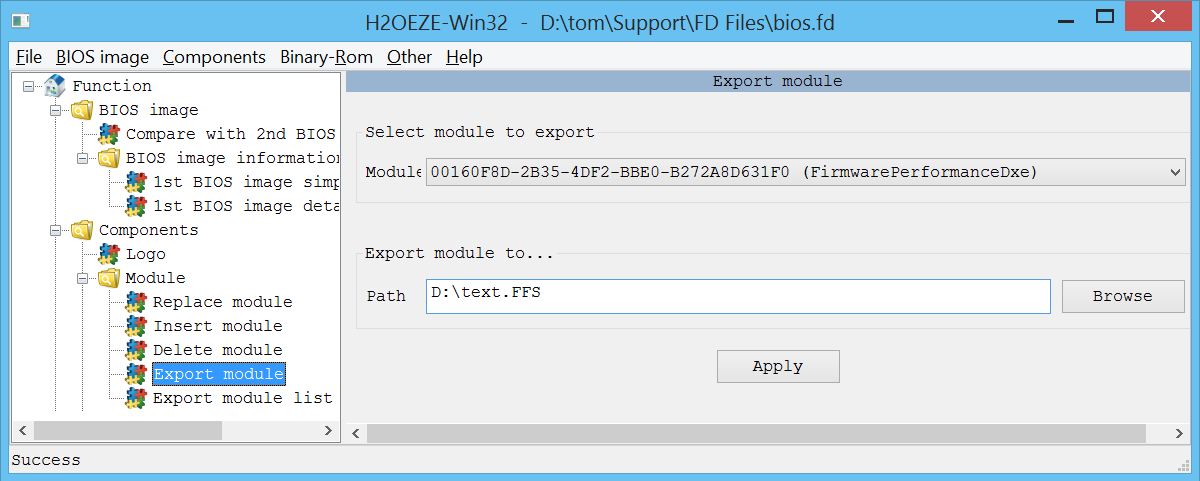 H2OEZE-Win32 - D:\tom\Support\FD Files\bios.fd
File BIOS image Components Binary-Rom Other Help
Function
BIOS image
Compare with 2nd BIOS
BIOS image information
1st BIOS image simp
1st BIOS image deta
Components
Logo
Module
Replace module
Insert module
Delete module
Export module
Export module list
Export module
Select module to export
Module 00160F8D-2B35-4DF2-BBE0-B272A8D631F0 (FirmwarePerformanceDxe)
Export module to...
Path D:\text.FFS Browse
Apply
Success